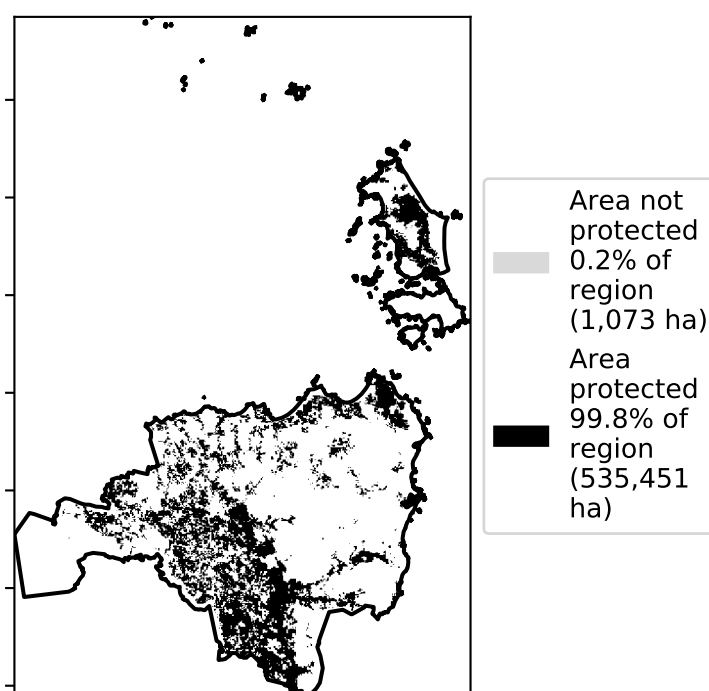 Area not
protected
0.2% of
region
(1,073 ha)
Area
protected
99.8% of
region
(535,451
ha)